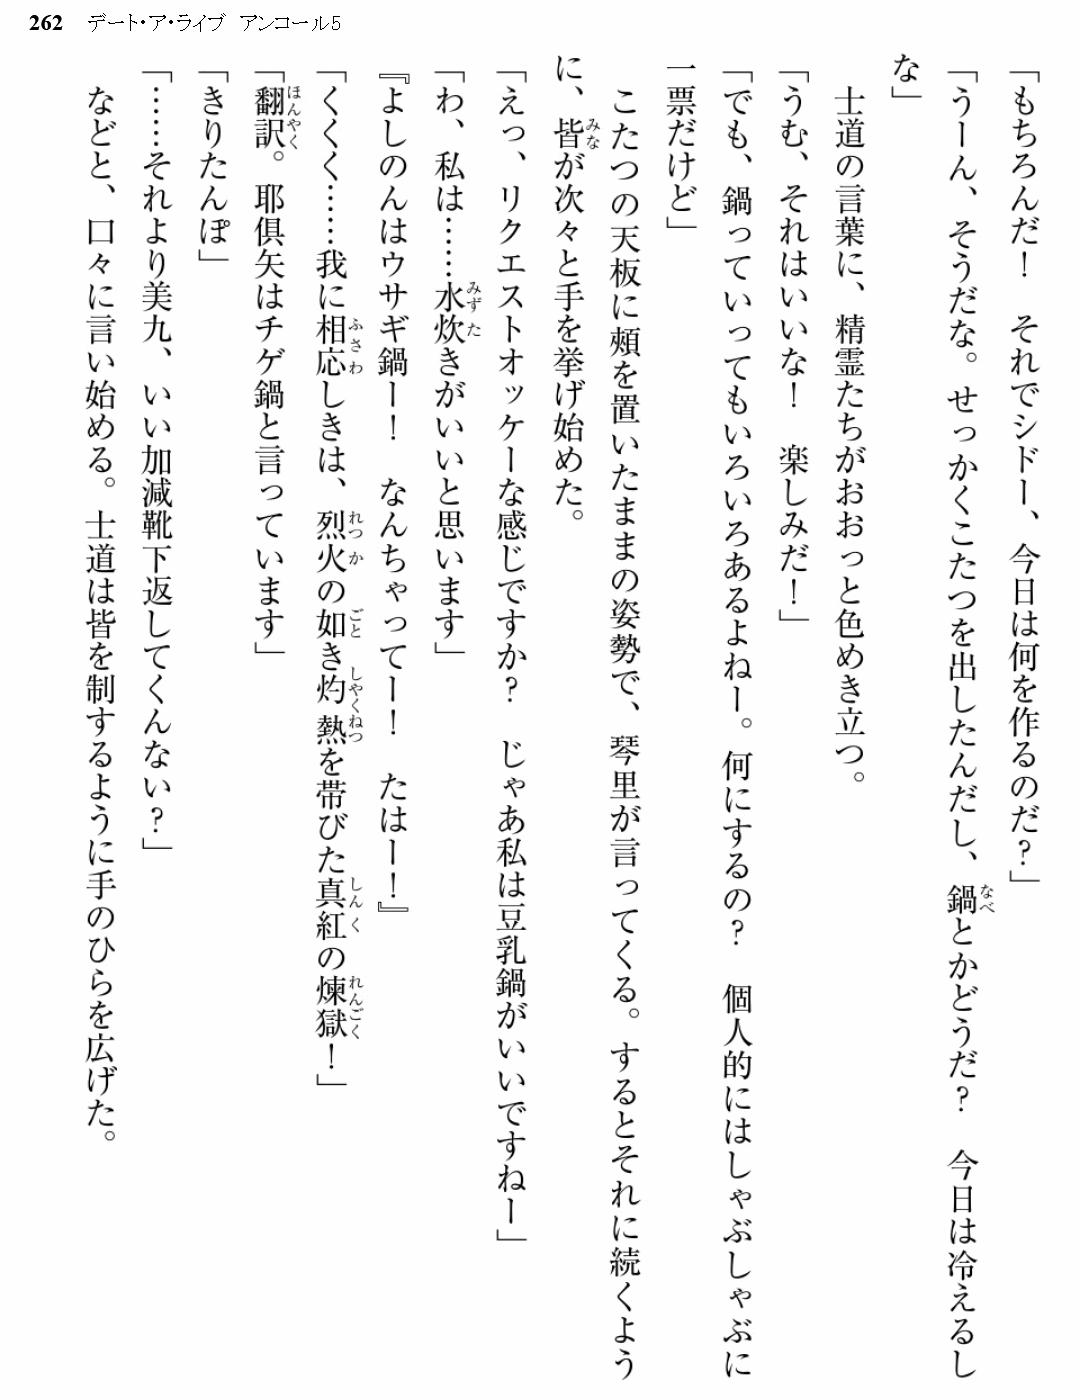 262 デート・ア・ライブ アンコール5
「もちろんだ！　それでシドー、今日は何を作るのだ？」
「うーん、そうだな。せっかくこたつを出したんだし、鍋とかどうだ？　今日は冷えるし
な」
　士道の言葉に、精霊たちがおおっと色めき立つ。
「うむ、それはいいな！　楽しみだ！」
「でも、鍋っていってもいろいろあるよねー。何にするの？　個人的にはしゃぶしゃぶに
一票だけど」
　こたつの天板に頰を置いたままの姿勢で、琴里が言ってくる。するとそれに続くよう
に、皆が次々と手を挙げ始めた。
「えっ、リクエストオッケーな感じですか？　じゃあ私は豆乳鍋がいいですねー」
「わ、私は……水炊きがいいと思います」
『よしのんはウサギ鍋ー！　なんちゃってー！　たはー！』
「くくく……我に相応しきは、烈火の如き灼熱を帯びた真紅の煉獄！」
「翻訳。耶倶矢はチゲ鍋と言っています」
「きりたんぽ」
「……それより美九、いい加減靴下返してくんない？」
　などと、口々に言い始める。士道は皆を制するように手のひらを広げた。